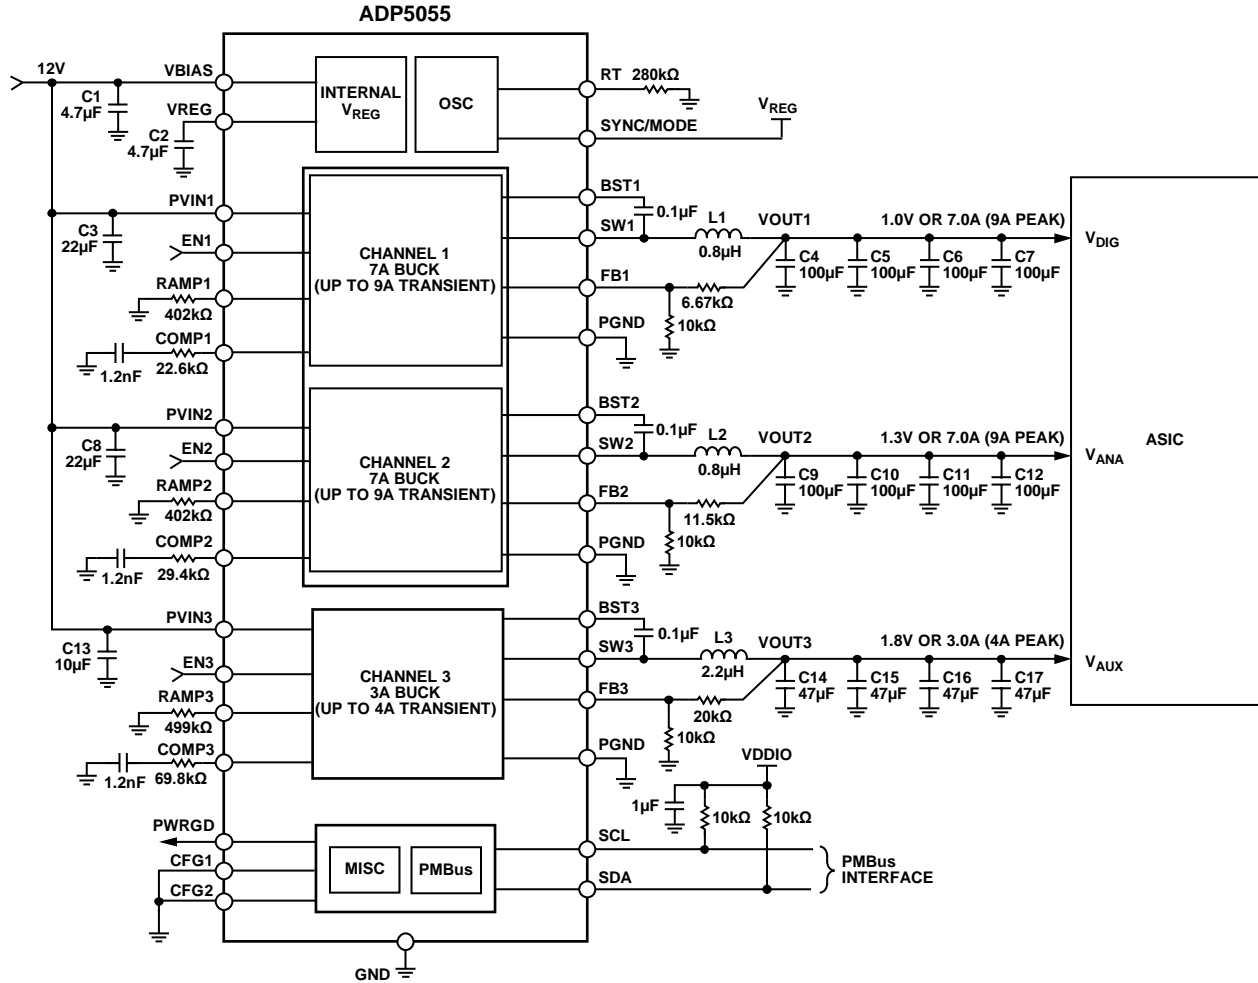 ADP5055
12V
VBIAS
C1
4.7µF
VREG
C2
4.7µF
INTERNAL
VREG
OSC
RT 280kΩ
SYNC/MODE
VREG
PVIN1
C3
22µF
EN1
RAMP1
402kΩ
COMP1
1.2nF
22.6kΩ
CHANNEL 1
7A BUCK
(UP TO 9A TRANSIENT)
BST1
0.1µF
SW1
L1
0.8µH
VOUT1
FB1
6.67kΩ
10kΩ
PGND
1.0V OR 7.0A (9A PEAK)
C4
100µF
C5
100µF
C6
100µF
C7
100µF
VDIG
PVIN2
C8
22µF
EN2
RAMP2
402kΩ
COMP2
1.2nF
29.4kΩ
CHANNEL 2
7A BUCK
(UP TO 9A TRANSIENT)
BST2
0.1µF
SW2
L2
0.8µH
VOUT2
FB2
11.5kΩ
10kΩ
PGND
1.3V OR 7.0A (9A PEAK)
C9
100µF
C10
100µF
C11
100µF
C12
100µF
VANA
ASIC
PVIN3
C13
10µF
EN3
RAMP3
499kΩ
COMP3
1.2nF
69.8kΩ
CHANNEL 3
3A BUCK
(UP TO 4A TRANSIENT)
BST3
0.1µF
SW3
L3
2.2µH
VOUT3
FB3
20kΩ
10kΩ
PGND
1.8V OR 3.0A (4A PEAK)
C14
47µF
C15
47µF
C16
47µF
C17
47µF
VAUX
VDDIO
1µF
10kΩ
10kΩ
PWRGD
CFG1
CFG2
MISC
PMBus
SCL
SDA
PMBus
INTERFACE
GND